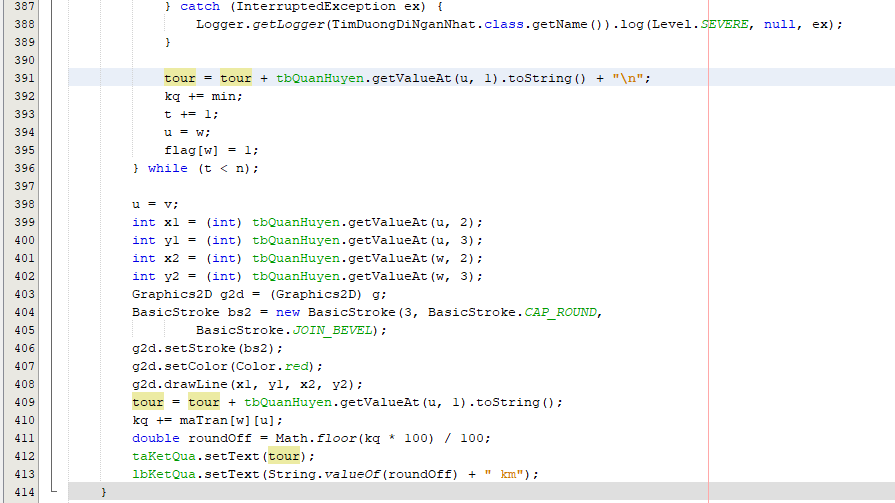 387 } catch (InterruptedException ex) {
388 Logger.getLogger(TimDuongDiNganNhat.class.getName()).log(Level.SEVERE, null, ex);
389 }
390
391 tour = tour + tbQuanHuyen.getValueAt(u, 1).toString() + "\n";
392 kq += min;
393 t += 1;
394 u = w;
395 flag[w] = 1;
396 } while (t < n);
397
398 u = v;
399 int x1 = (int) tbQuanHuyen.getValueAt(u, 2);
400 int y1 = (int) tbQuanHuyen.getValueAt(u, 3);
401 int x2 = (int) tbQuanHuyen.getValueAt(w, 2);
402 int y2 = (int) tbQuanHuyen.getValueAt(w, 3);
403 Graphics2D g2d = (Graphics2D) g;
404 BasicStroke bs2 = new BasicStroke(3, BasicStroke.CAP_ROUND,
405 BasicStroke.JOIN_BEVEL);
406 g2d.setStroke(bs2);
407 g2d.setColor(Color.red);
408 g2d.drawLine(x1, y1, x2, y2);
409 tour = tour + tbQuanHuyen.getValueAt(u, 1).toString();
410 kq += maTran[w][u];
411 double roundOff = Math.floor(kq * 100) / 100;
412 taKetQua.setText(tour);
413 lbKetQua.setText(String.valueOf(roundOff) + " km");
414 }